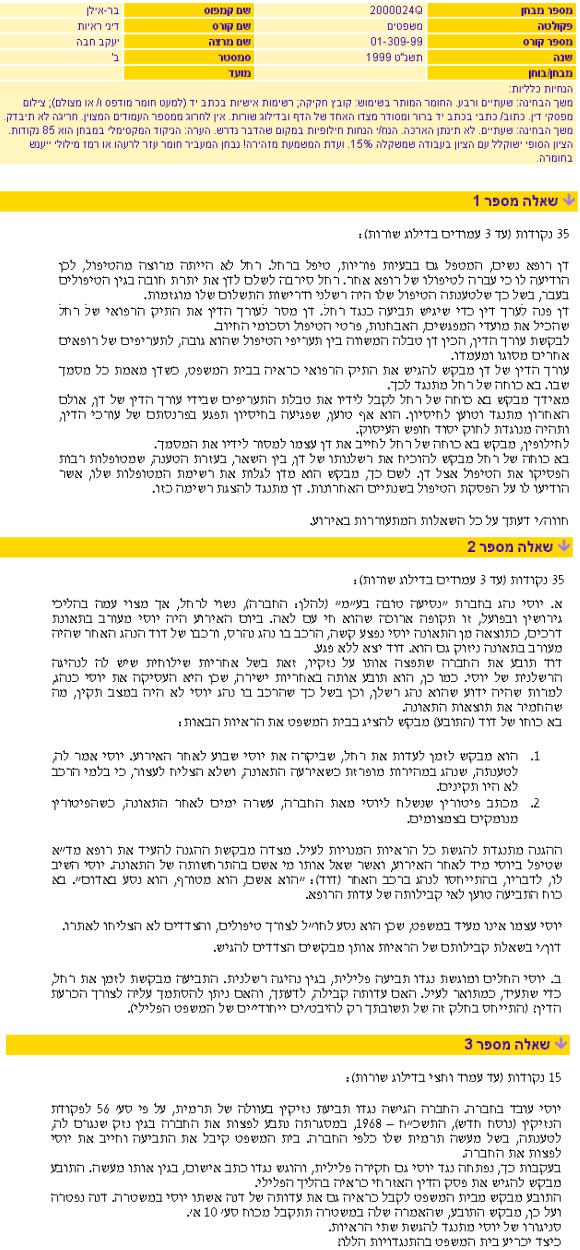 מספר מבחן 2000024Q שם קמפוס בר-אילן
פקולטה משפטים שם קורס דיני ראיות
מספר קורס 01-309-99 שם מרצה יעקב חבה
שנה תשנ"ט 1999 סמסטר ב'
מבחן/בוחן מועד
הנחיות כלליות:
משך הבחינה: שעתיים ורבע. החומר המותר בשימוש: קובץ חקיקה; רשימות אישיות בכתב יד (למעט חומר מודפס ו/ או מצולם); צילום
מפסקי דין. כתוב/ כתבי בכתב יד ברור ומסודר מצדו האחד של הדף ובדילוג שורות. אין לחרוג ממספר העמודים המצוין. חריגה לא תיבדק.
משך הבחינה: שעתיים. לא תינתן הארכה. הנח/י הנחות חילופיות במקום שהדבר נדרש. הערה: הניקוד המקסימלי במבחן הוא 85 נקודות.
הציון הסופי ישוקלל עם הציון בעבודה שמשקלה 15%. ועדת המשמעת מזהירה! נבחן המעביר חומר עזר לרעהו או רמז מילולי ייענש
בחומרה.
שאלה מספר 1
35 נקודות (עד 3 עמודים בדילוג שורות):
דן רופא נשים, המטפל גם בבעיות פוריות, טיפל ברחל. רחל לא הייתה מרוצה מהטיפול, לכן
הודיעה לו כי עברה לטיפולו של רופא אחר. רחל סירבה לשלם לדן את יתרת חובה בגין הטיפולים
בעבר, בשל כך שלטענתה הטיפול שלו היה רשלני ודרישות התשלום שלו מוגזמות.
דן פנה לעורך דין כדי שיגיש תביעה כנגד רחל. דן מסר לעורך הדין את התיק הרפואי של רחל
שהכיל את מועדי המפגשים, האבחנות, פרטי הטיפול וסכומי החיוב.
לבקשת עורך הדין, הכין דן טבלה המשווה בין תעריפי הטיפול שהוא גובה, לתעריפים של רופאים
אחרים מסוגו ומעמדו.
עורך הדין של דן מבקש להגיש את התיק הרפואי כראיה בבית המשפט, כשדן מאמת כל מסמך
שבו. בא כוחה של רחל מתנגד לכך.
מאידך מבקש בא כוחה של רחל לקבל לידיו את טבלת התעריפים שבידי עורך הדין של דן, אולם
האחרון מתנגד וטוען לחיסיון. הוא אף טוען, שפגיעה בחיסיון תפגע בפרנסתם של עורכי הדין,
ותהיה מנוגדת לחוק יסוד חופש העיסוק.
לחילופין, מבקש בא כוחה של רחל לחייב את דן עצמו למסור לידיו את המסמך.
בא כוחה של רחל מבקש להוכיח את רשלנותו של דן, בין השאר, בעזרת הטענה, שמטופלות רבות
הפסיקו את הטיפול אצל דן. לשם כך, מבקש הוא מדן לגלות את רשימת המטופלות שלו, אשר
הודיעו לו על הפסקת הטיפול בשנתיים האחרונות. דן מתנגד להצגת רשימה כזו.
חווה/י דעתך על כל השאלות המתעוררות באירוע.
שאלה מספר 2
35 נקודות (עד 3 עמודים בדילוג שורות):
א. יוסי נהג בחברת "נסיעה טובה בע"מ" (להלן: החברה), נשוי לרחל, אך מצוי עמה בהליכי
גירושין ובפועל, זו תקופה ארוכה שהוא חי עם לאה. ביום האירוע היה יוסי מעורב בתאונת
דרכים, כתוצאה מן התאונה יוסי נפצע קשה, הרכב בו נהג נהרס, ורכבו של דוד הנהג האחר שהיה
מעורב בתאונה ניזוק גם הוא. דוד יצא ללא פגע.
דוד תובע את החברה שתפצה אותו על נזקיו, זאת בשל אחריות שילוחית שיש לה לנהיגה
הרשלנית של יוסי. כמו כן, הוא תובע אותה באחריות ישירה, שכן היא העסיקה את יוסי כנהג,
למרות שהיה ידוע שהוא נהג רשלן, וכן בשל כך שהרכב בו נהג יוסי לא היה במצב תקין, מה
שהחמיר את תוצאות התאונה.
בא כוחו של דוד (התובע) מבקש להציג בבית המשפט את הראיות הבאות:
1. הוא מבקש לזמן לעדות את רחל, שביקרה את יוסי שבוע לאחר האירוע. יוסי אמר לה,
לטענתה, שנהג במהירות מופרזת כשאירעה התאונה, ושלא הצליח לעצור, כי בלמי הרכב
לא היו תקינים.
2. מכתב פיטורין שנשלח ליוסי מאת החברה, עשרה ימים לאחר התאונה, כשהפיטורין
מנומקים בצמצומים.
ההגנה מתנגדת להגשת כל הראיות המנויות לעיל. מצדה מבקשת ההגנה להעיד את רופא מד"א
שטיפל ביוסי מיד לאחר האירוע, ואשר שאל אותו מי אשם בהתרחשותה של התאונה. יוסי השיב
לו, לדבריו, בהתייחסו לנהג ברכב האחר (דוד): "הוא אשם, הוא מטורף, הוא נסע באדום". בא
כוח התביעה טוען לאי קבילותה של עדות הרופא.
יוסי עצמו אינו מעיד במשפט, שכן הוא נסע לחו"ל לצורך טיפולים, והצדדים לא הצליחו לאתרו.
דון/י בשאלת קבילותם של הראיות אותן מבקשים הצדדים להגיש.
ב. יוסי החלים ומוגשת נגדו תביעה פלילית, בגין נהיגה רשלנית. התביעה מבקשת לזמן את רחל,
כדי שתעיד, כמתואר לעיל. האם עדותה קבילה, לדעתך, והאם ניתן להסתמך עליה לצורך הכרעת
הדין? (התייחס בחלק זה של תשובתך רק להיבט/ים ייחודי/ים של המשפט הפלילי).
שאלה מספר 3
15 נקודות (עד עמוד וחצי בדילוג שורות):
יוסי עובד בחברה. החברה הגישה נגדו תביעת נזיקין בעוולה של תרמית, על פי סע' 56 לפקודת
הנזיקין (נוסח חדש), התשכ"ח – 1968, במסגרתה נתבע לפצות את החברה בגין נזק שנגרם לה,
לטענתה, בשל מעשה תרמית שלו כלפי החברה. בית המשפט קיבל את התביעה וחייב את יוסי
לפצות את החברה.
בעקבות כך, נפתחה נגד יוסי גם חקירה פלילית, והוגש נגדו כתב אישום, בגין אותו מעשה. התובע
מבקש להגיש את פסק הדין האזרחי כראיה בהליך הפלילי.
התובע מבקש מבית המשפט לקבל כראיה גם את עדותה של דנה אשתו יוסי במשטרה. דנה נפטרה
ועל כן, מבקש התובע, שהאמרה שלה במשטרה תתקבל מכוח סע' 10 א'.
סניגורו של יוסי מתנגד להגשת שתי הראיות.
כיצד יכריע בית המשפט בהתנגדויות הללו?